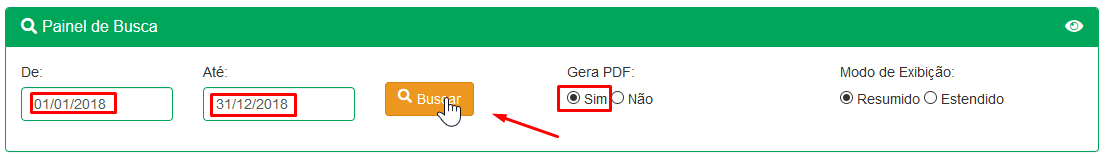 Painel de Busca
De: Até: Gera PDF: Modo de Exibição:
01/01/2018 31/12/2018 Buscar Sim Não Resumido Estendido